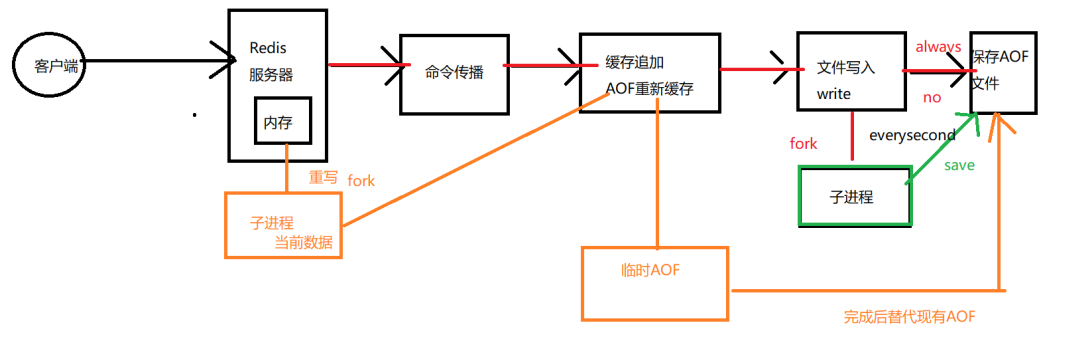 客户端
Redis
服务器
内存
命令传播
缓存追加
AOF重新缓存
文件写入
write
always
no
保存AOF
文件
重写
fork
子进程
当前数据
临时AOF
fork
everysecond
save
子进程
完成后替代现有AOF